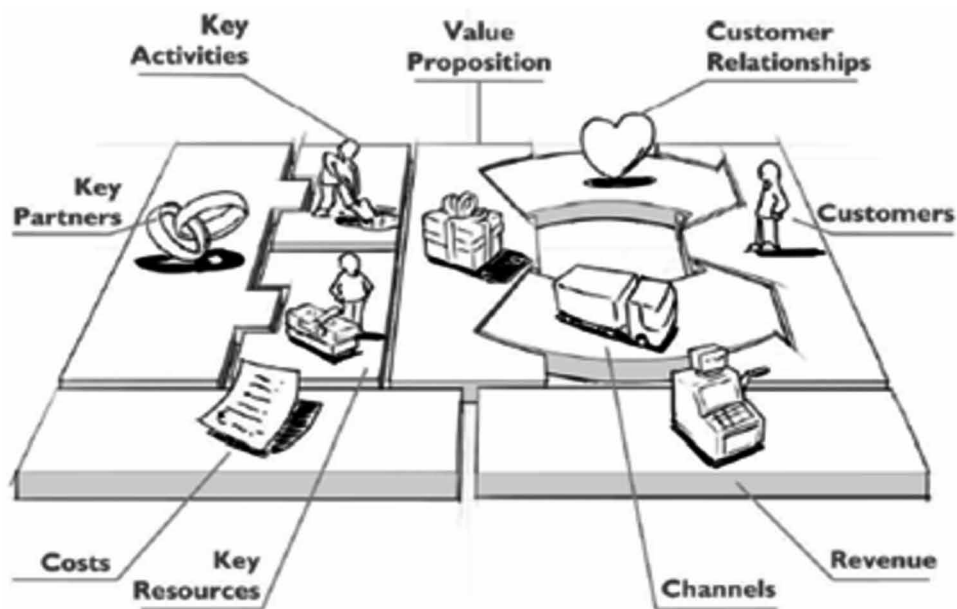 Key
Activities
Value
Proposition
Customer
Relationships
Key
Partners
Customers
Costs
Key
Resources
Channels
Revenue